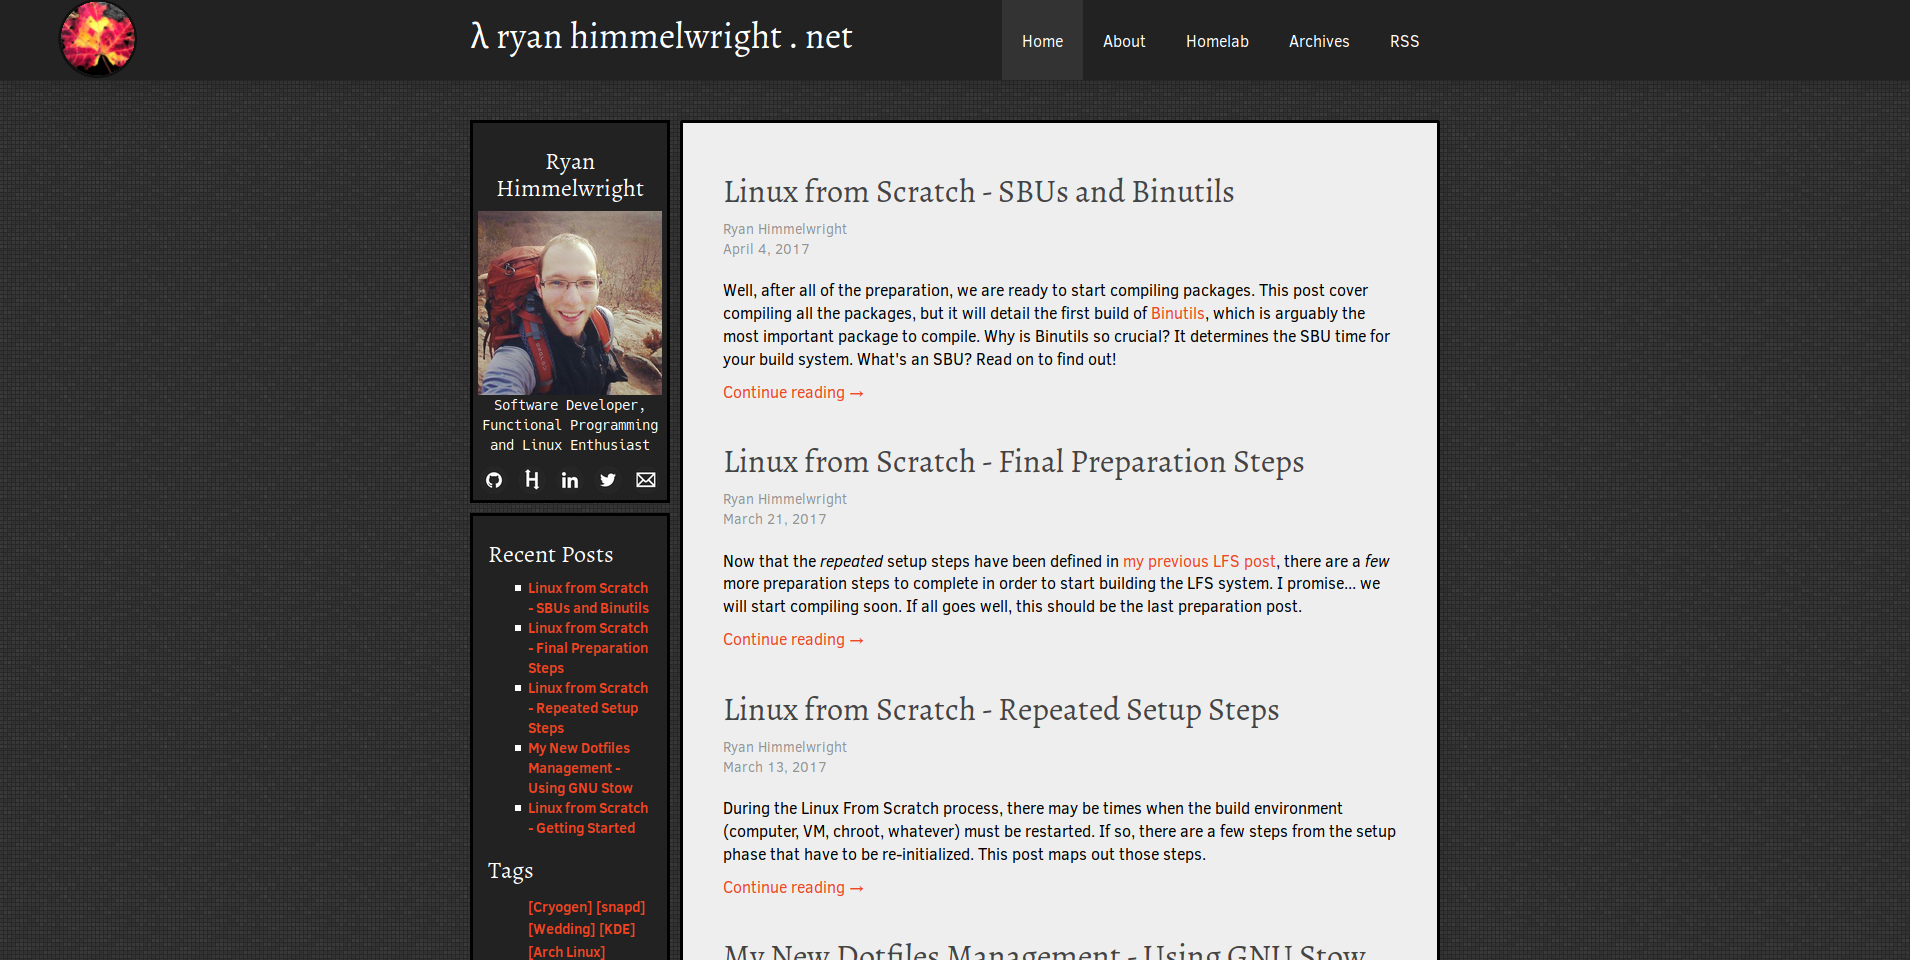 λ ryan himmelwright . net
Home About Homelab Archives RSS
Ryan
Himmelwright
Software Developer,
Functional Programming
and Linux Enthusiast
Recent Posts
Linux from Scratch
- SBUs and Binutils
Linux from Scratch
- Final Preparation
Steps
Linux from Scratch
- Repeated Setup
Steps
My New Dotfiles
Management -
Using GNU Stow
Linux from Scratch
- Getting Started
Tags
[Cryogen] [snapd]
[Wedding] [KDE]
[Arch Linux]
Linux from Scratch - SBUs and Binutils
Ryan Himmelwright
April 4, 2017
Well, after all of the preparation, we are ready to start compiling packages. This post cover
compiling all the packages, but it will detail the first build of Binutils, which is arguably the
most important package to compile. Why is Binutils so crucial? It determines the SBU time for
your build system. What's an SBU? Read on to find out!
Continue reading →
Linux from Scratch - Final Preparation Steps
Ryan Himmelwright
March 21, 2017
Now that the repeated setup steps have been defined in my previous LFS post, there are a few
more preparation steps to complete in order to start building the LFS system. I promise... we
will start compiling soon. If all goes well, this should be the last preparation post.
Continue reading →
Linux from Scratch - Repeated Setup Steps
Ryan Himmelwright
March 13, 2017
During the Linux From Scratch process, there may be times when the build environment
(computer, VM, chroot, whatever) must be restarted. If so, there are a few steps from the setup
phase that have to be re-initialized. This post maps out those steps.
Continue reading →
My New Dotfiles Management - Using GNU Stow